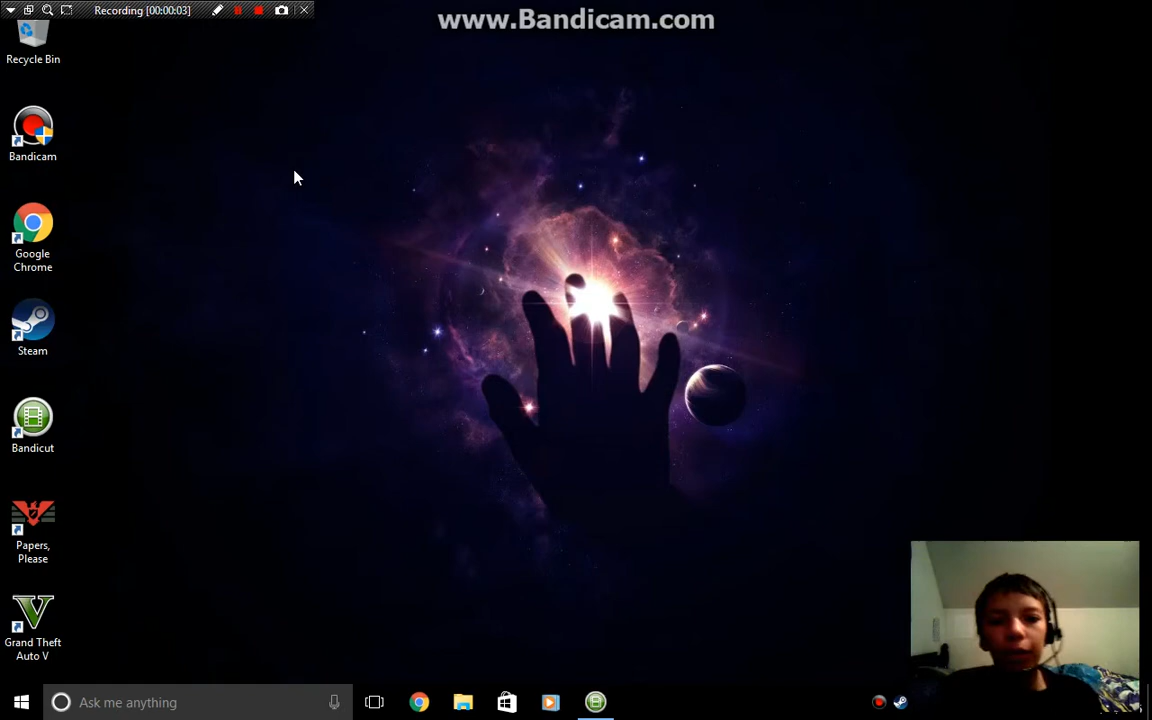 Recording [00:00:03]
www.Bandicam.com
Recycle Bin
Bandicam
Google
Chrome
Steam
Bandicut
Papers,
Please
Grand Theft
Auto V
Ask me anything